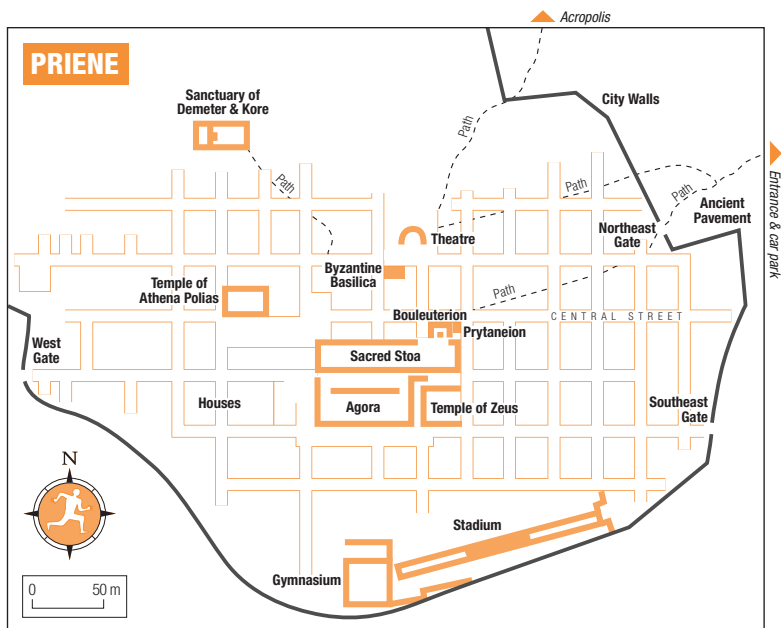 Acropolis
PRIENE
Sanctuary of
Demeter & Kore
City Walls
Path
Path
Path
Path
Entrance & car park
Ancient
Pavement
Northeast
Gate
Theatre
Byzantine
Basilica
Temple of
Athena Polias
Path
Bouleuterion
CENTRAL STREET
Prytaneion
West
Gate
Sacred Stoa
Houses
Agora
Temple of Zeus
Southeast
Gate
N
Stadium
Gymnasium
0 50 m